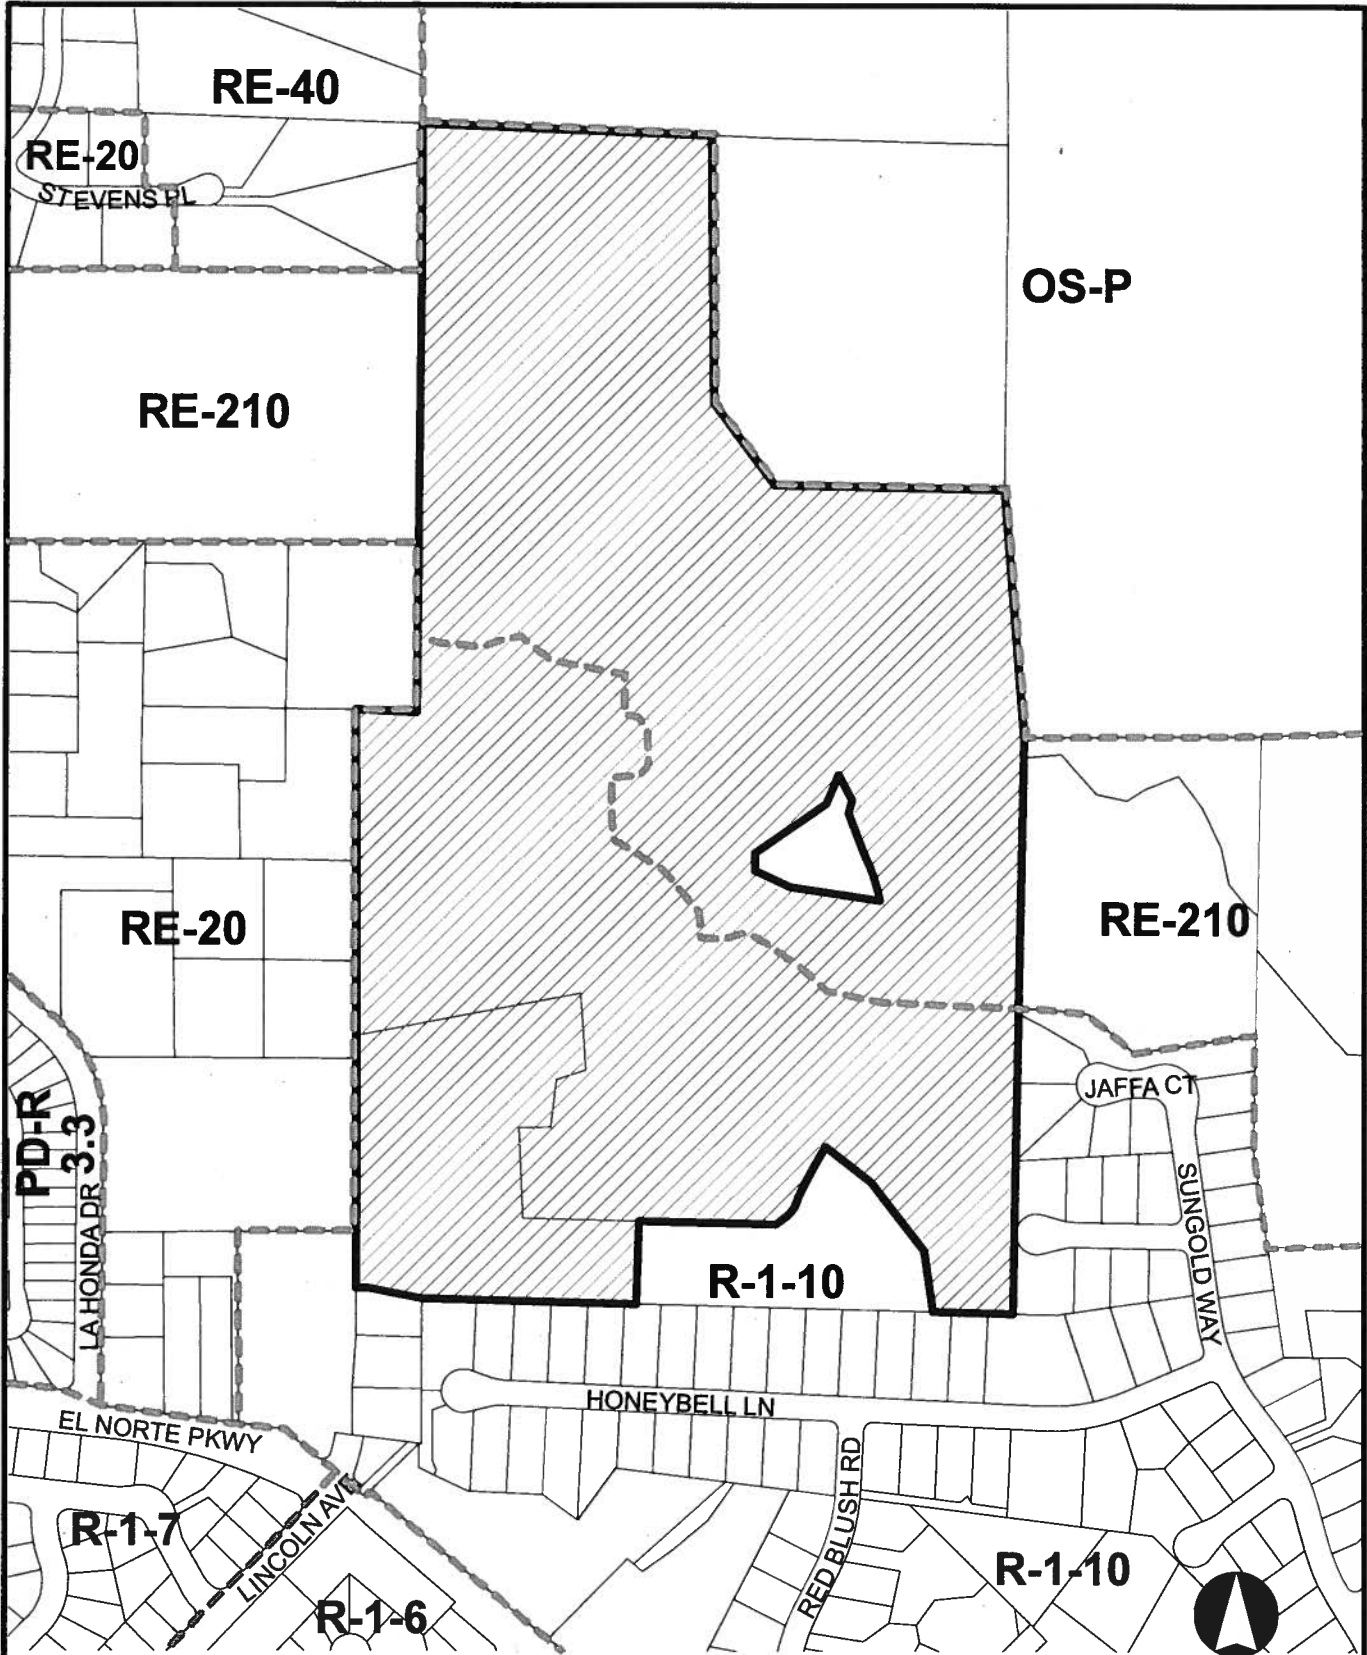 RE-40
RE-20
STEVENS PL
OS-P
RE-210
RE-20
RE-210
PD-R
3.3
JAFFA CT
LA HONDA DR
SUNGOLD WAY
R-1-10
HONEYBELL LN
EL NORTE PKWY
RED BLUSH RD
LINCOLN AVE
R-1-7
R-1-10
R-1-6